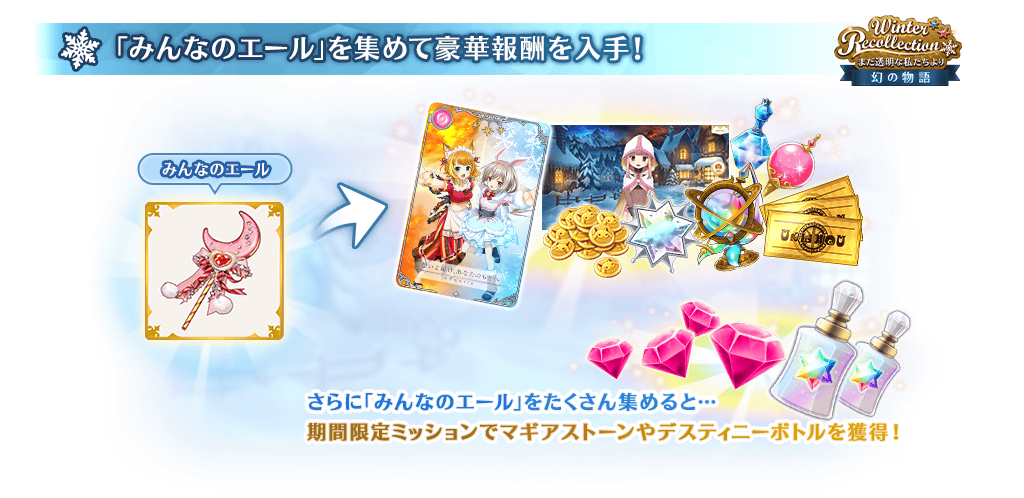 「みんなのエール」を集めて豪華報酬を入手!
Winter
Recollection
まだ透明な私たちより
幻の物語
みんなのエール
さらに「みんなのエール」をたくさん集めると…
期間限定ミッションでマギアストーンやデスティニーボトルを獲得!